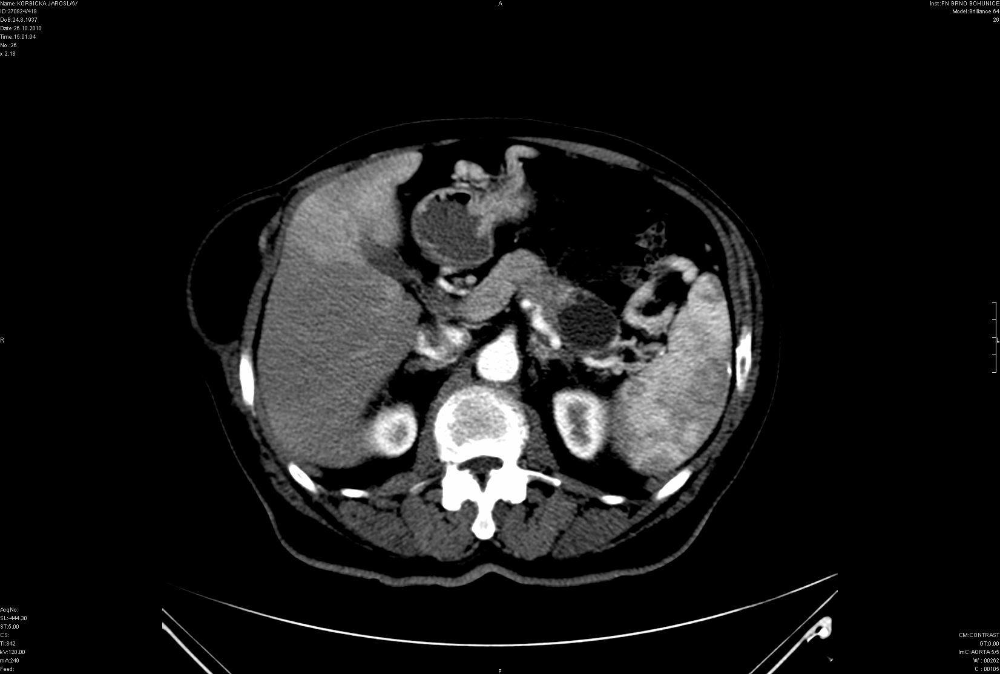 Name:KORBICKA JAROSLAV
ID:370824/419
DoB:24.8.1937
Date:26.10.2010
Time:15:01:04
No.:26
x 2.18
A
Inst:FN BRNO BOHUNICE
Model:Brilliance 64
26
R
L
AcqNo:
SL:-444.30
ST:5.00
CS:
TI:842
kV:120.00
mA:249
Feed:
P
CM:CONTRAST
GT:0.00
ImC:AORTA 5/5
W : 00262
C : 00105